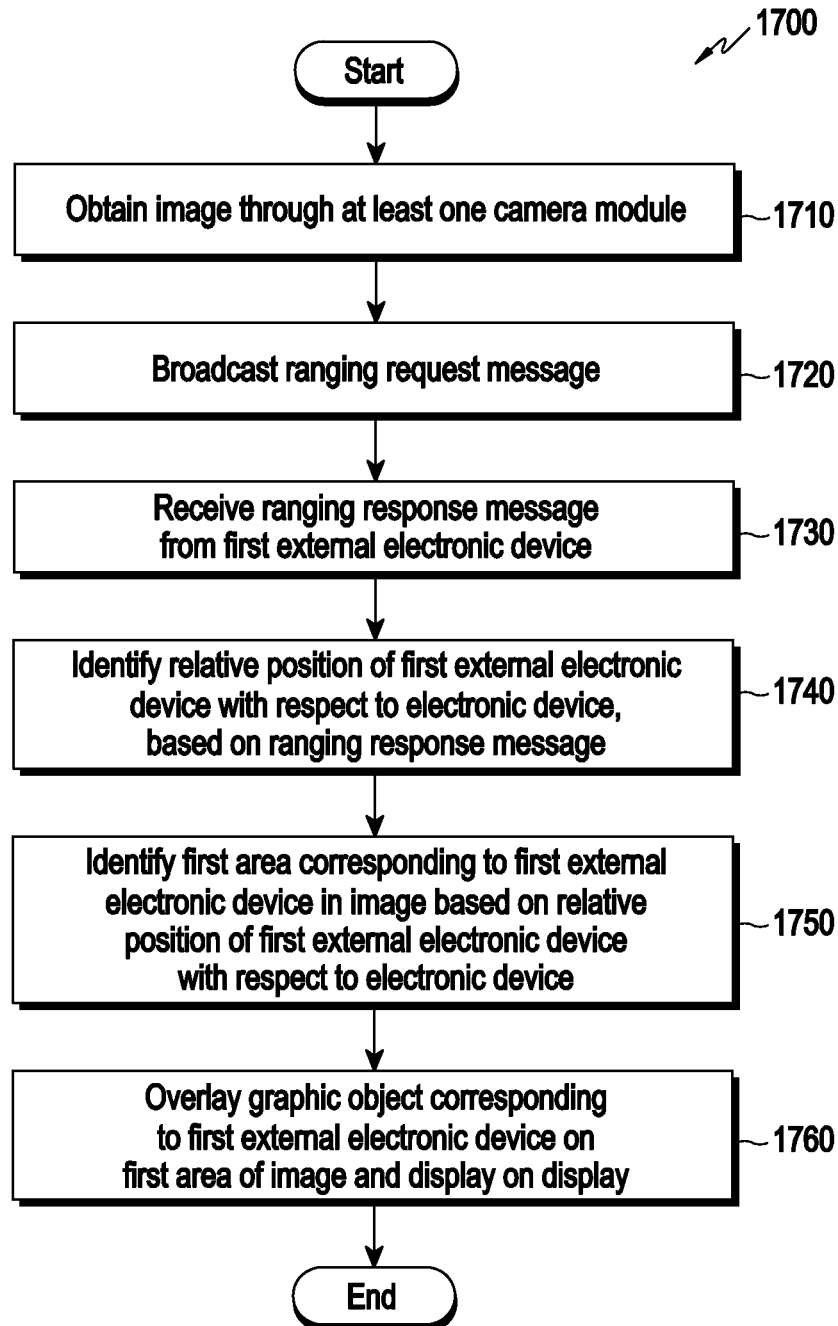 1700
Start
Obtain image through at least one camera module
1710
Broadcast ranging request message
1720
Receive ranging response message
from first external electronic device
1730
Identify relative position of first external electronic
device with respect to electronic device,
based on ranging response message
1740
Identify first area corresponding to first external
electronic device in image based on relative
position of first external electronic device
with respect to electronic device
1750
Overlay graphic object corresponding
to first external electronic device on
first area of image and display on display
1760
End